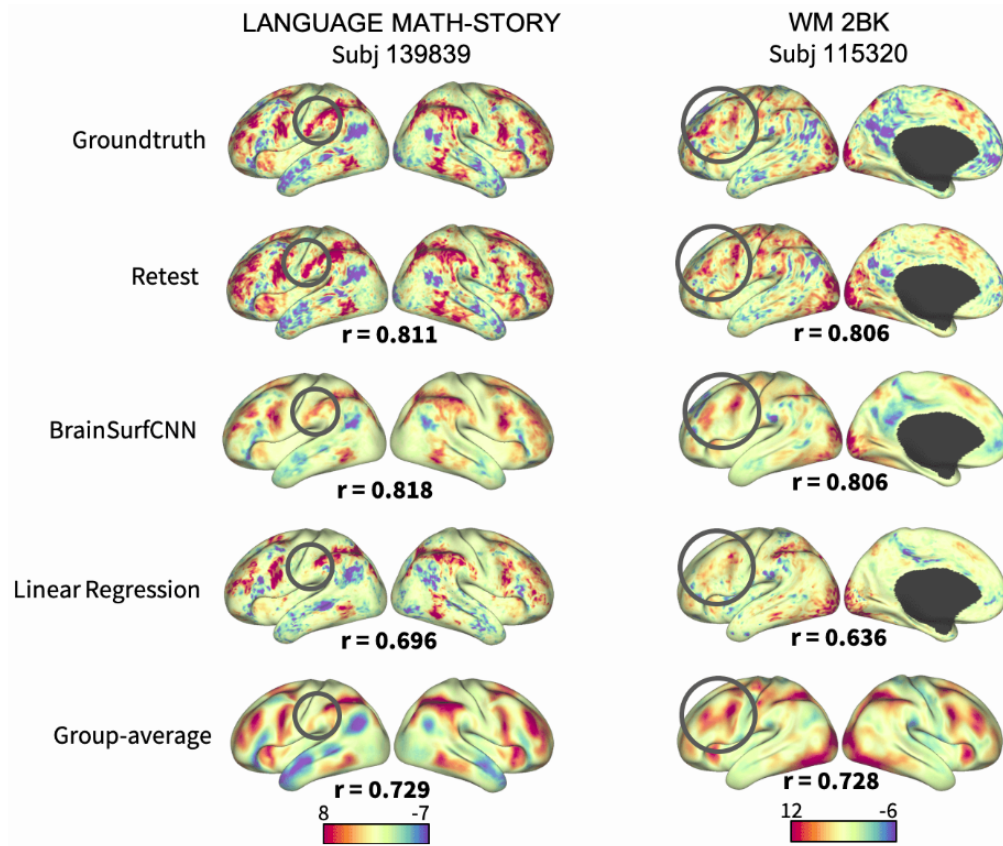 LANGUAGE MATH-STORY
Subj 139839
WM 2BK
Subj 115320
Groundtruth
Retest
r = 0.811
r = 0.806
BrainSurfCNN
r = 0.818
r = 0.806
Linear Regression
r = 0.696
r = 0.636
Group-average
r = 0.729
r = 0.728
8 -7
12 -6